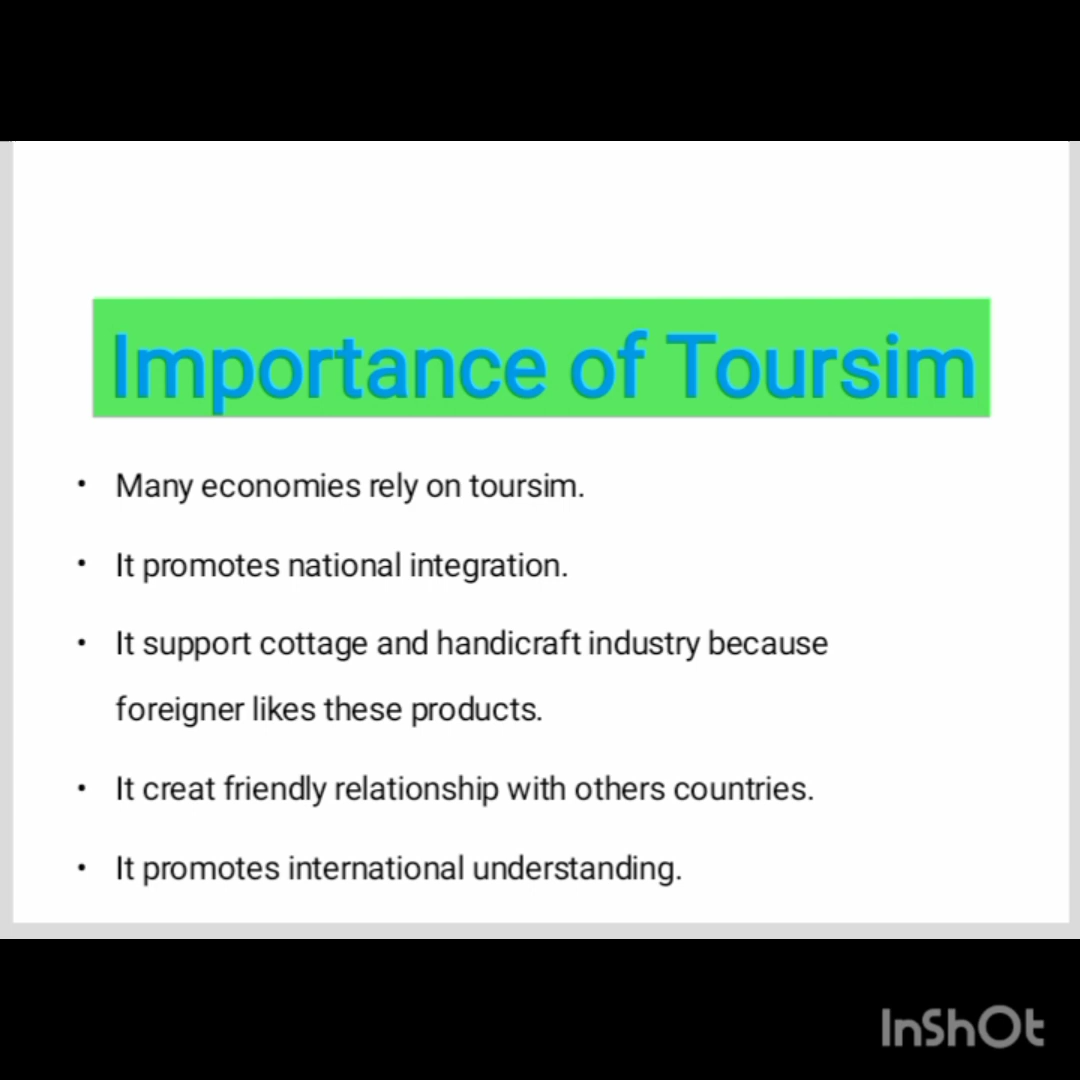 Importance of Toursim
• Many economies rely on toursim.
• It promotes national integration.
• It support cottage and handicraft industry because
foreigner likes these products.
• It creat friendly relationship with others countries.
• It promotes international understanding.
InShOt